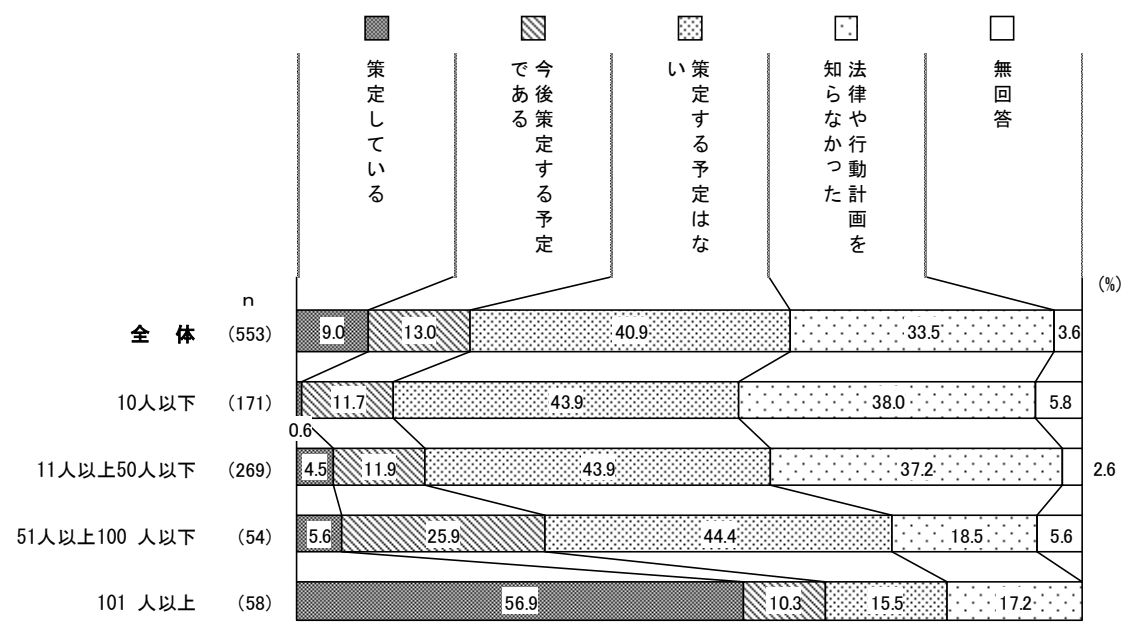 策定している
今後策定する予定
である
策定する予定はな
い
法律や行動計画を
知らなかった
無回答
(%)
n
全 体 (553) 9.0 13.0 40.9 33.5 3.6
10人以下 (171) 11.7 43.9 38.0 5.8
0.6
11人以上50人以下 (269) 4.5 11.9 43.9 37.2 2.6
51人以上100 人以下 (54) 5.6 25.9 44.4 18.5 5.6
101 人以上 (58) 56.9 10.3 15.5 17.2